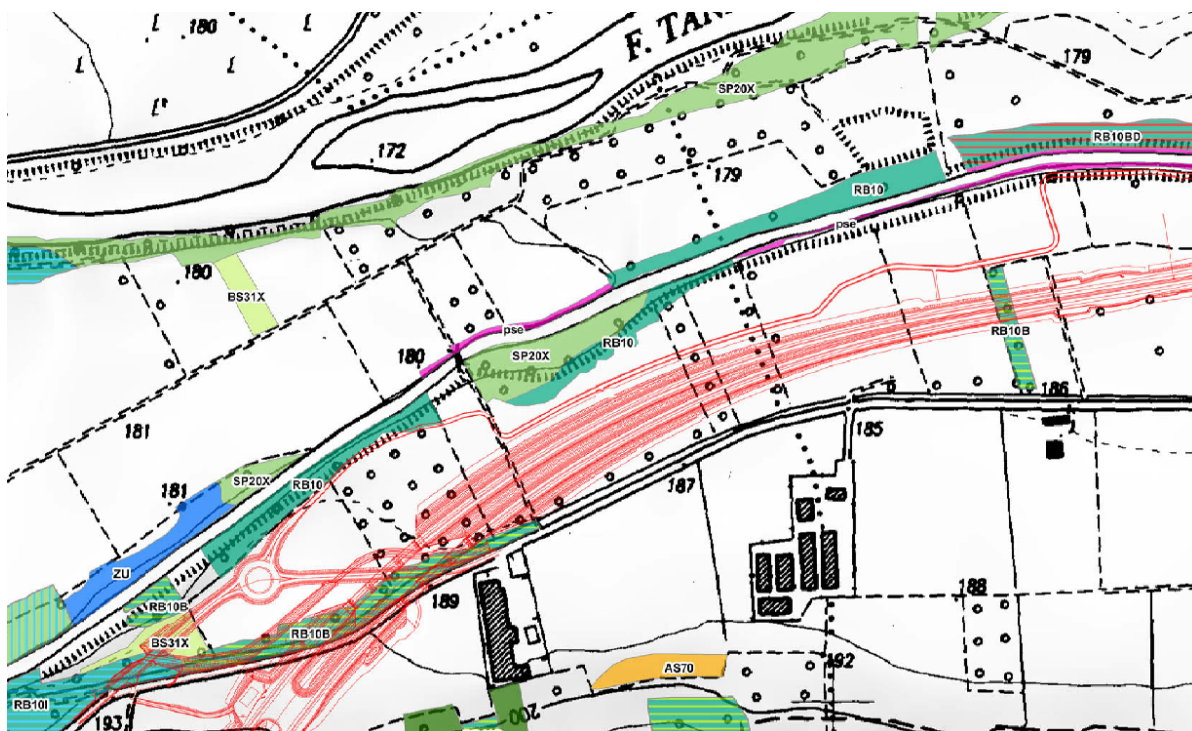 180
F. TAN
179
SP20X
RB10BD
172
179
RB10
180
BS31X
pse
pse
180
SP20X
RB10
RB10B
186
181
185
181
SP20X
RB10
187
ZU
RB10B
189
188
RB10B
BS31X
AS70
192
RB10I
193
200